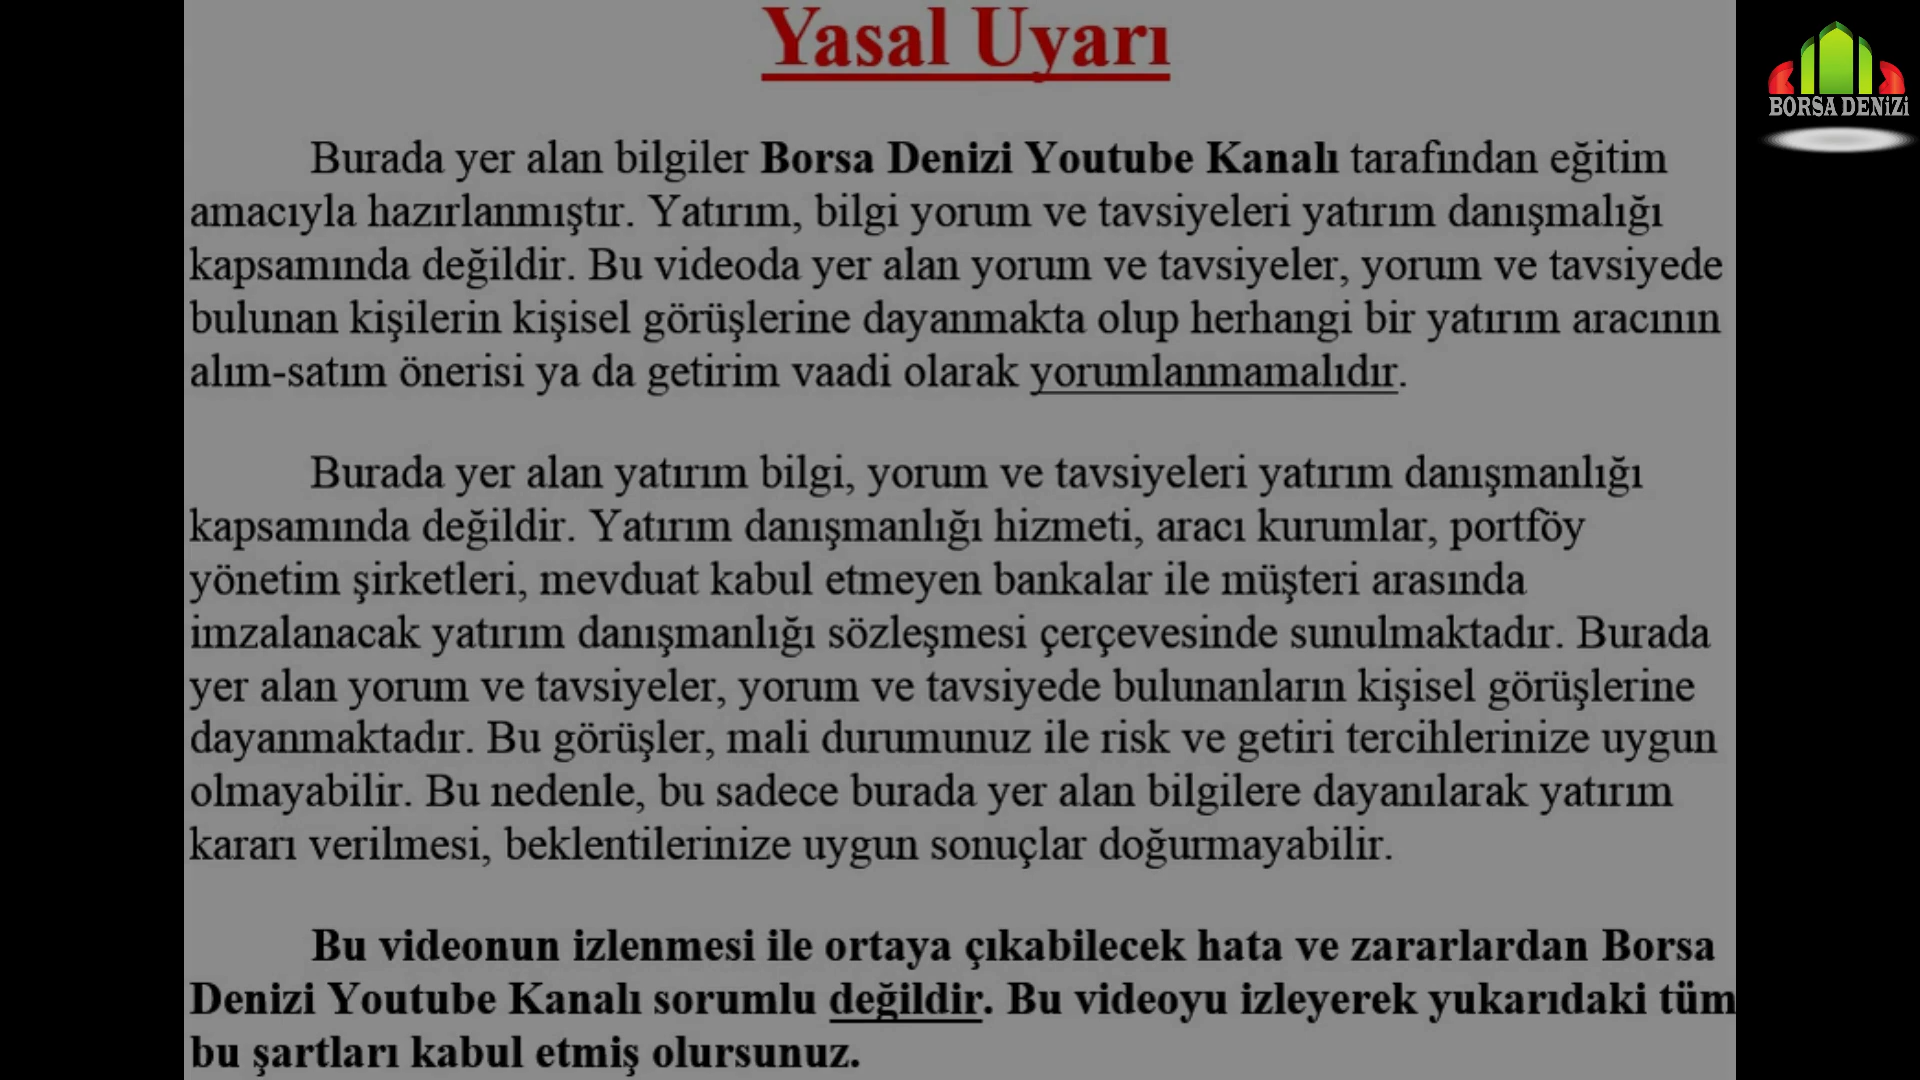 Yasal Uyarı
BORSA DENİZİ
Burada yer alan bilgiler Borsa Denizi Youtube Kanalı tarafından eğitim
amacıyla hazırlanmıştır. Yatırım, bilgi yorum ve tavsiyeleri yatırım danışmalığı
kapsamında değildir. Bu videoda yer alan yorum ve tavsiyeler, yorum ve tavsiyede
bulunan kişilerin kişisel görüşlerine dayanmakta olup herhangi bir yatırım aracının
alım-satım önerisi ya da getirim vaadi olarak yorumlanmamalıdır.
Burada yer alan yatırım bilgi, yorum ve tavsiyeleri yatırım danışmanlığı
kapsamında değildir. Yatırım danışmanlığı hizmeti, aracı kurumlar, portföy
yönetim şirketleri, mevduat kabul etmeyen bankalar ile müşteri arasında
imzalanacak yatırım danışmanlığı sözleşmesi çerçevesinde sunulmaktadır. Burada
yer alan yorum ve tavsiyeler, yorum ve tavsiyede bulunanların kişisel görüşlerine
dayanmaktadır. Bu görüşler, mali durumunuz ile risk ve getiri tercihlerinize uygun
olmayabilir. Bu nedenle, bu sadece burada yer alan bilgilere dayanılarak yatırım
kararı verilmesi, beklentilerinize uygun sonuçlar doğurmayabilir.
Bu videonun izlenmesi ile ortaya çıkabilecek hata ve zararlardan Borsa
Denizi Youtube Kanalı sorumlu değildir. Bu videoyu izleyerek yukarıdaki tüm
bu şartları kabul etmiş olursunuz.